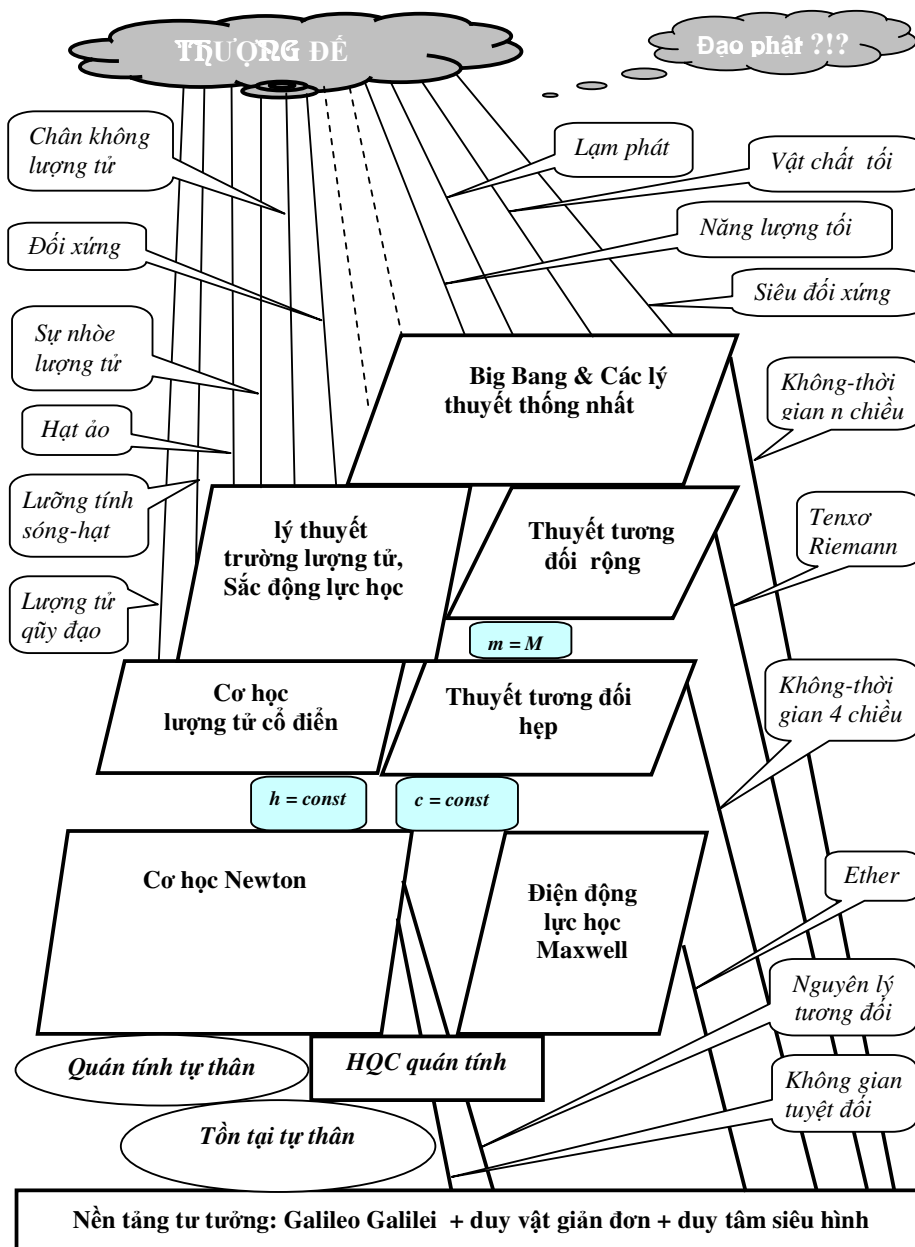 THƯỢNG ĐẾ
Đạo phật ?!?
Chân không
lượng tử
Lạm phát
Vật chất tối
Đối xứng
Năng lượng tối
Siêu đối xứng
Sự nhòe
lượng tử
Big Bang & Các lý
thuyết thống nhất
Không-thời
gian n chiều
Hạt ảo
Lưỡng tính
sóng-hạt
lý thuyết
trường lượng tử,
Sắc động lực học
Thuyết tương
đối rộng
Tenxơ
Riemann
Lượng tử
qũy đạo
m = M
Cơ học
lượng tử cổ điển
Thuyết tương đối
hẹp
Không-thời
gian 4 chiều
h = const
c = const
Cơ học Newton
Điện động
lực học
Maxwell
Ether
Nguyên lý
tương đối
Quán tính tự thân
HQC quán tính
Không gian
tuyệt đối
Tồn tại tự thân
Nền tảng tư tưởng: Galileo Galilei + duy vật giản đơn + duy tâm siêu hình